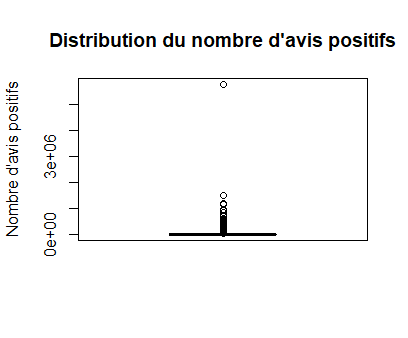 Distribution du nombre d'avis positifs
Nombre d'avis positifs
3e+06
0e+00